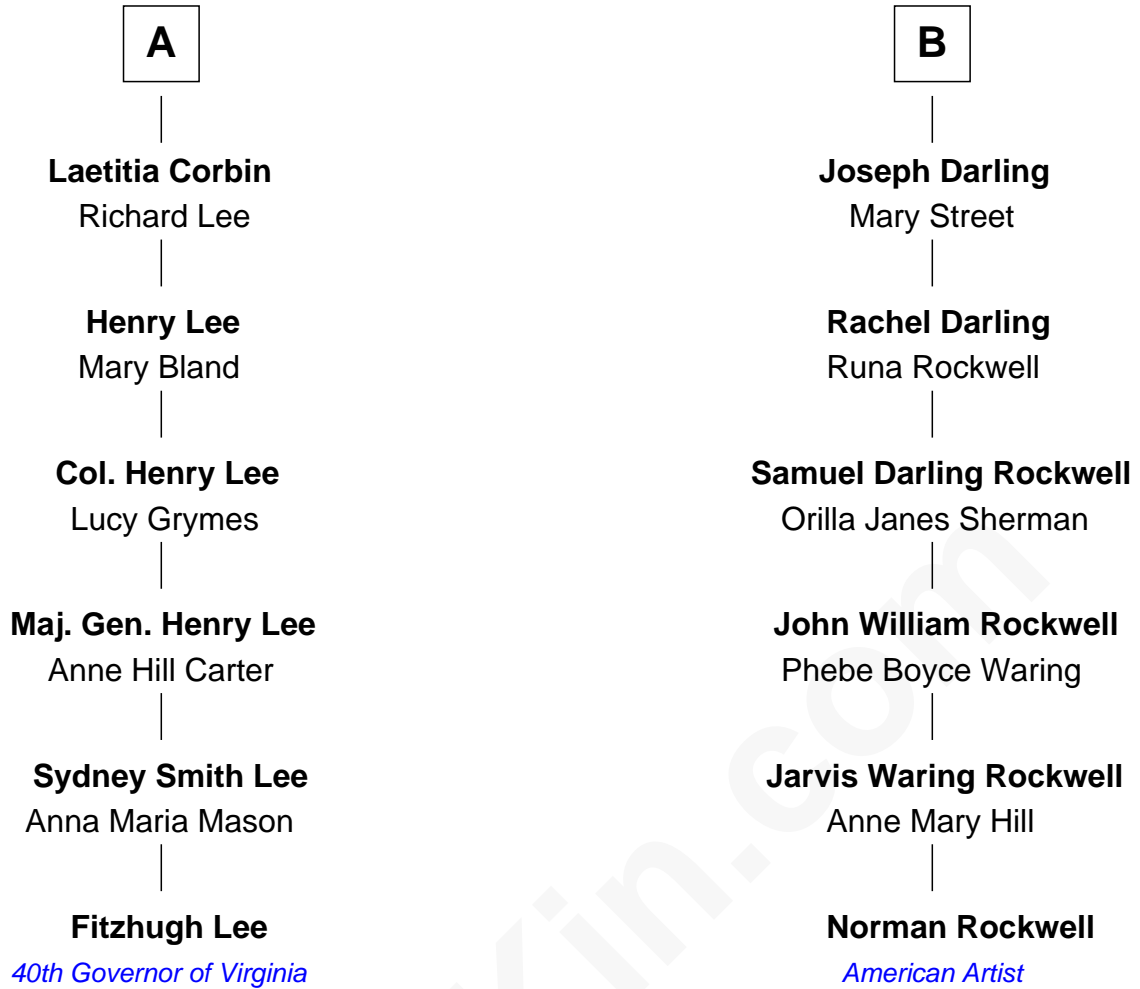 A
Laetitia Corbin
Richard Lee
Henry Lee
Mary Bland
Col. Henry Lee
Lucy Grymes
Maj. Gen. Henry Lee
Anne Hill Carter
Sydney Smith Lee
Anna Maria Mason
Fitzhugh Lee
40th Governor of Virginia
B
Joseph Darling
Mary Street
Rachel Darling
Runa Rockwell
Samuel Darling Rockwell
Orilla Janes Sherman
John William Rockwell
Phebe Boyce Waring
Jarvis Waring Rockwell
Anne Mary Hill
Norman Rockwell
American Artist
Kin.com